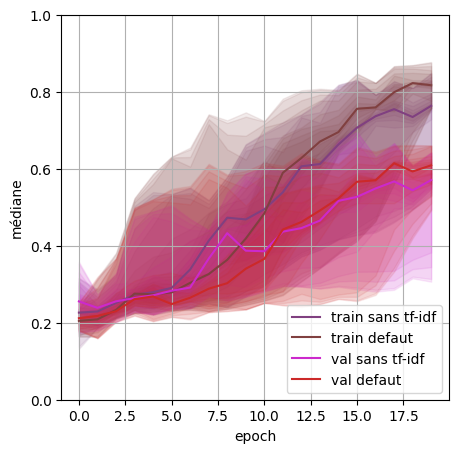 1.0
0.8
0.6
0.4
0.2
0.0
médiane
0.0 2.5 5.0 7.5 10.0 12.5 15.0 17.5
epoch
train sans tf-idf
train defaut
val sans tf-idf
val defaut